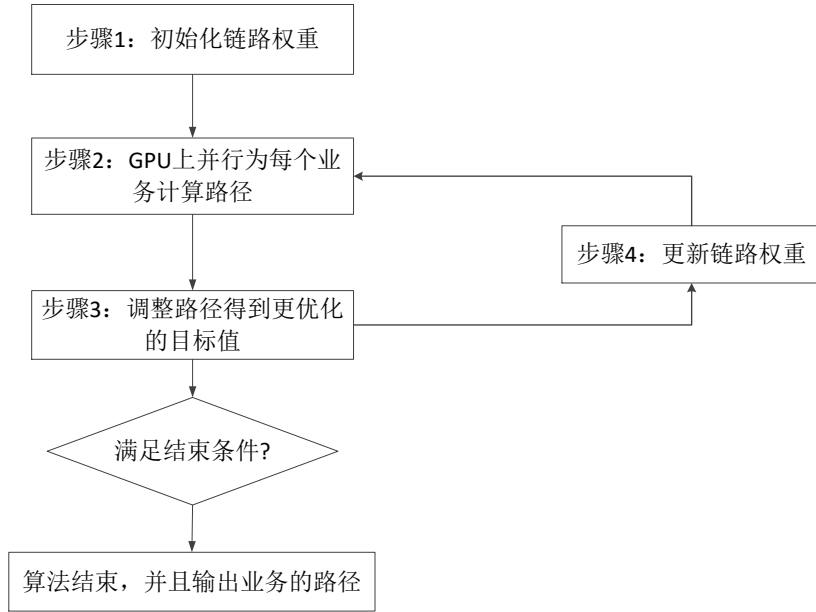 步骤1：初始化链路权重
步骤2：GPU上并行为每个业
务计算路径
步骤4：更新链路权重
步骤3：调整路径得到更优化
的目标值
满足结束条件?
算法结束，并且输出业务的路径